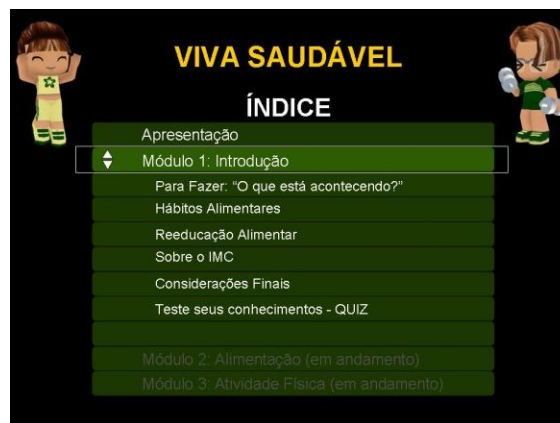 VIVA SAUDÁVEL
ÍNDICE
Apresentação
Módulo 1: Introdução
Para Fazer: “O que está acontecendo?”
Hábitos Alimentares
Reeducação Alimentar
Sobre o IMC
Considerações Finais
Teste seus conhecimentos - QUIZ
Módulo 2: Alimentação (em andamento)
Módulo 3: Atividade Física (em andamento)